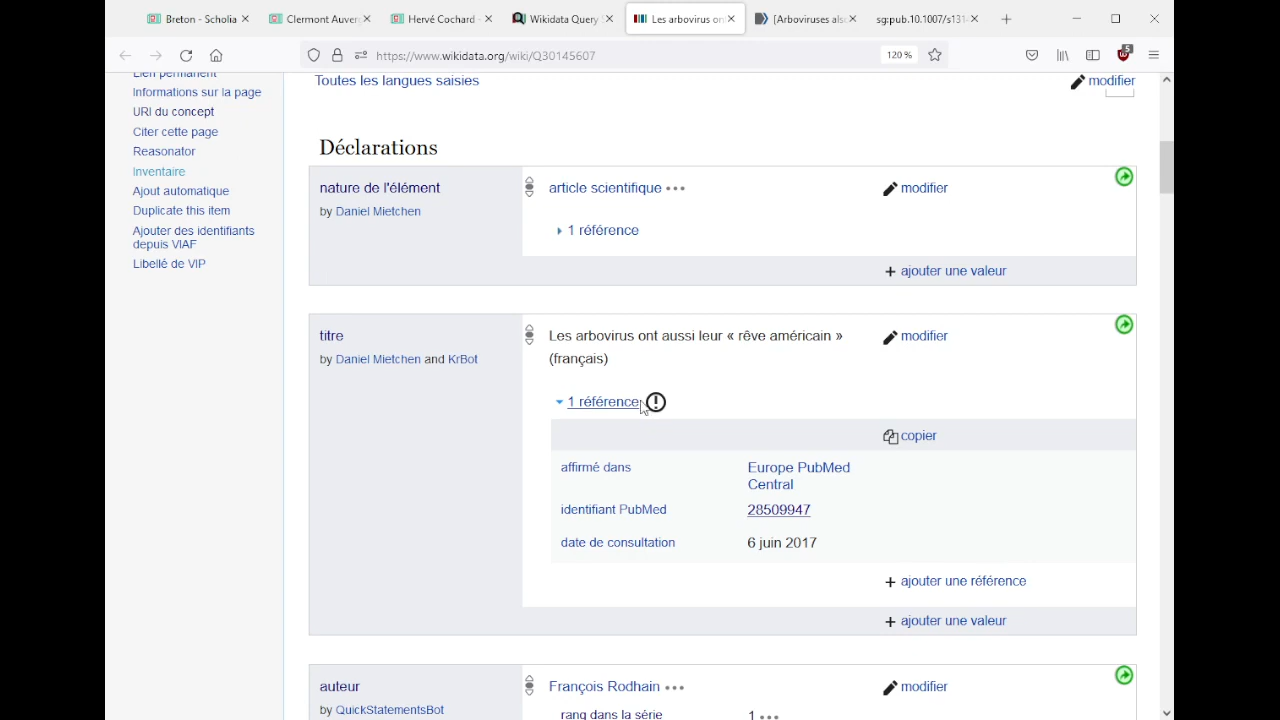 Breton - Scholia
Clermont Auver
Hervé Cochard
Wikidata Query
Les arbovirus on
[Arboviruses als
sg:pub.10.1007/s131
https://www.wikidata.org/wiki/Q30145607
120 %
5
Lien permanent
Informations sur la page
URI du concept
Citer cette page
Reasonator
Inventaire
Ajout automatique
Duplicate this item
Ajouter des identifiants
depuis VIAF
Libellé de VIP
Toutes les langues saisies
modifier
Déclarations
nature de l'élément
by Daniel Mietchen
article scientifique
modifier
1 référence
+ ajouter une valeur
titre
by Daniel Mietchen and KrBot
Les arbovirus ont aussi leur « rêve américain »
(français)
modifier
1 référence
copier
affirmé dans
Europe PubMed
Central
identifiant PubMed
28509947
date de consultation
6 juin 2017
+ ajouter une référence
+ ajouter une valeur
auteur
by QuickStatementsBot
François Rodhain
modifier
rang dans la série
1